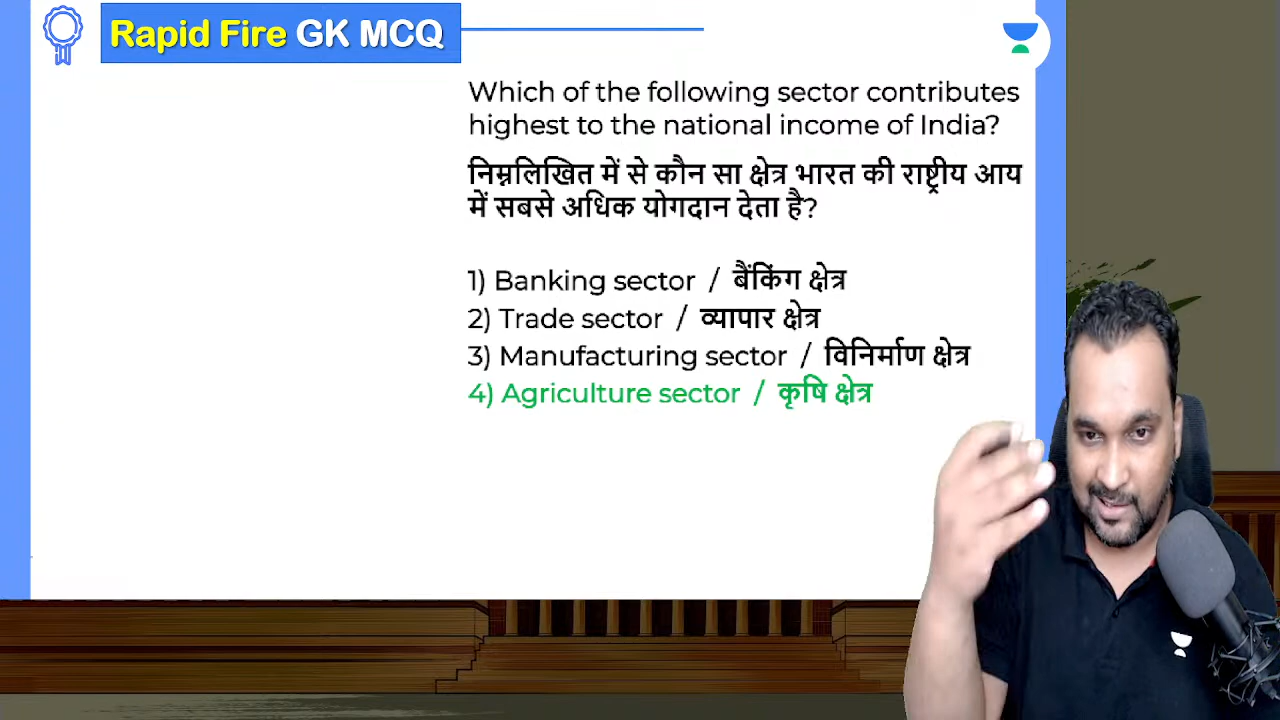 Rapid Fire GK MCQ
Which of the following sector contributes
highest to the national income of India?
निम्नलिखित में से कौन सा क्षेत्र भारत की राष्ट्रीय आय
में सबसे अधिक योगदान देता है?
1) Banking sector / बैंकिंग क्षेत्र
2) Trade sector / व्यापार क्षेत्र
3) Manufacturing sector / विनिर्माण क्षेत्र
4) Agriculture sector / कृषि क्षेत्र